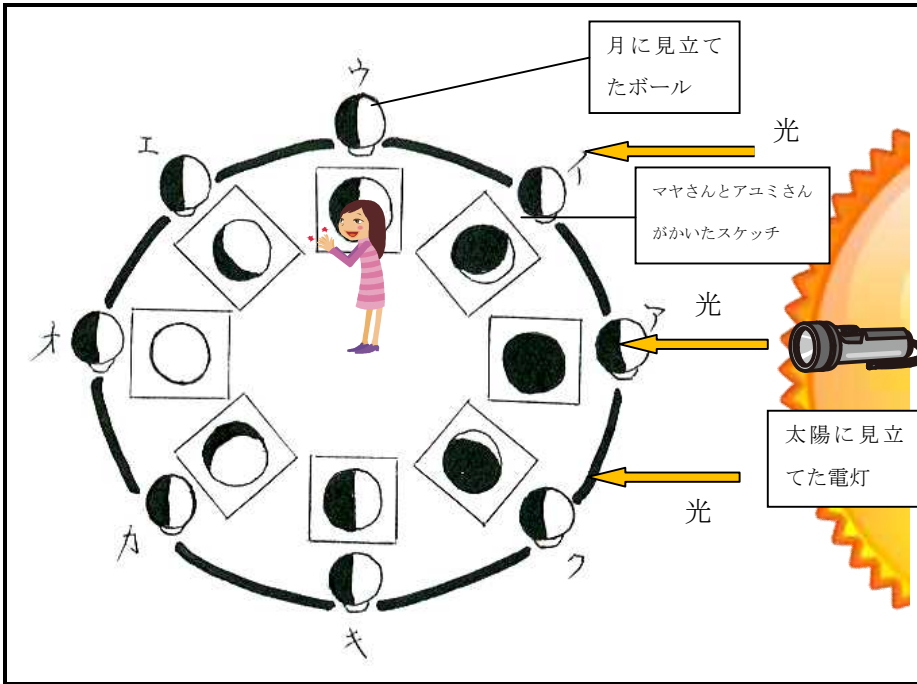 月に見立て
たボール
ウ
光
エ
イ
マヤさんとアユミさん
がかいたスケッチ
光
ア
オ
太陽に見立
てた電灯
光
カ
ク
キ